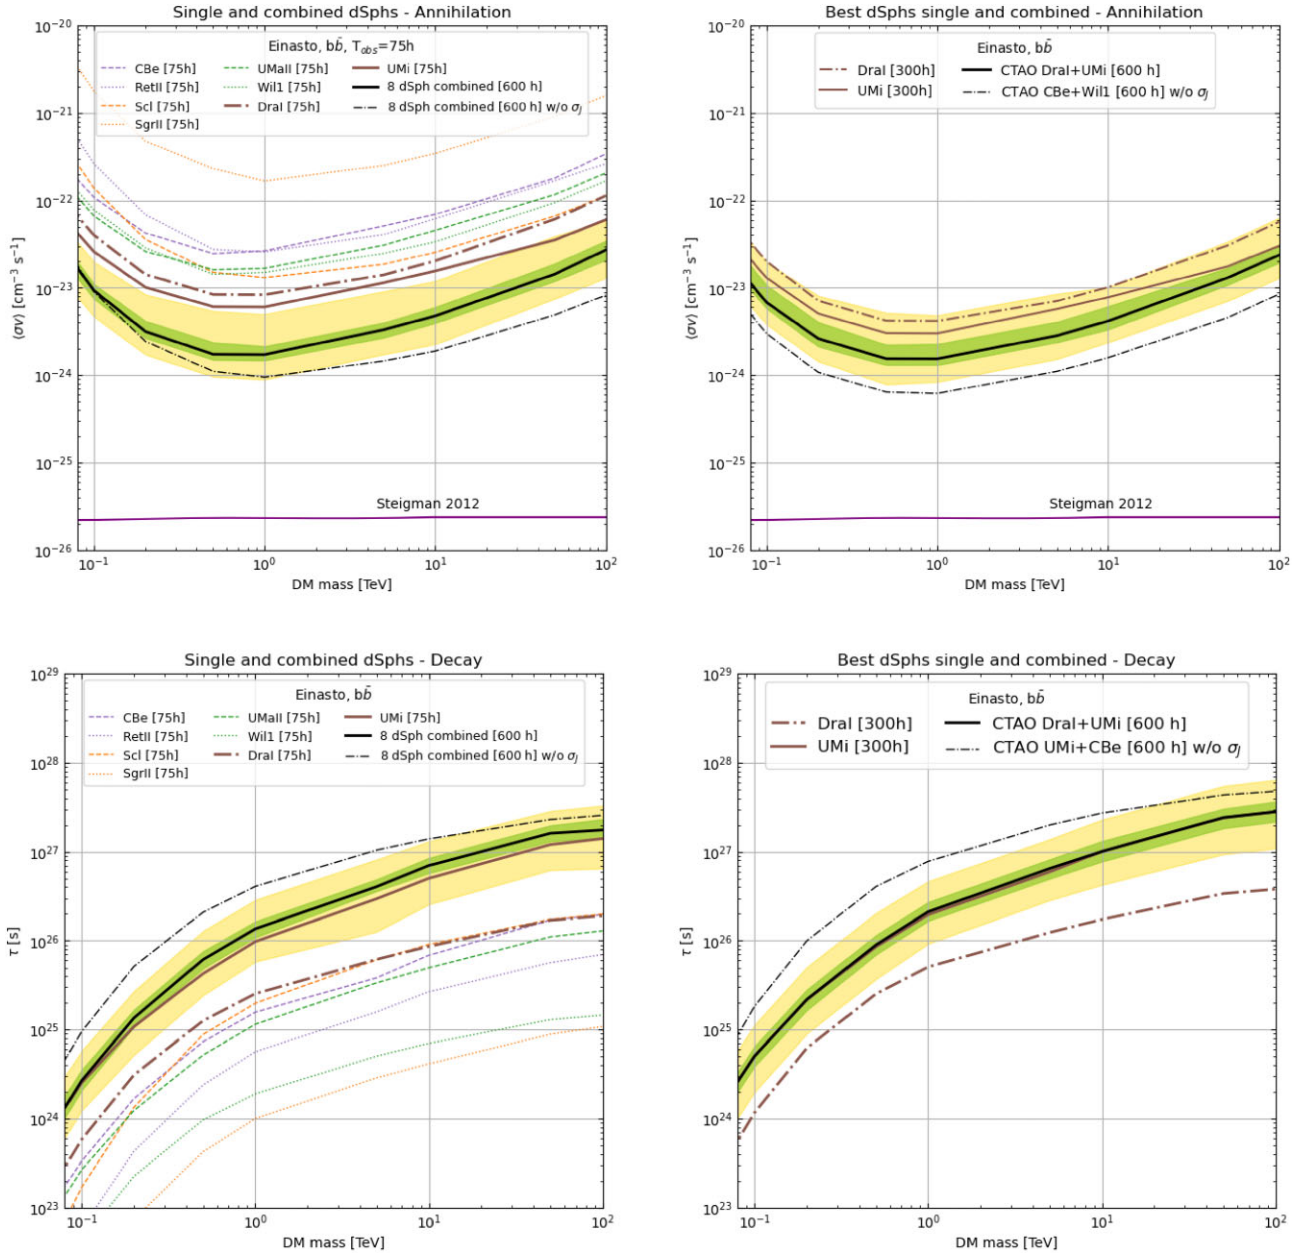 Single and combined dSphs - Annihilation
Einasto, b$\bar{b}$, T$_{obs}$=75h
CBe [75h]
RetII [75h]
Scl [75h]
SgrII [75h]
UMaII [75h]
Wil1 [75h]
DraI [75h]
UMi [75h]
8 dSph combined [600 h]
8 dSph combined [600 h] w/o σ$_J$
⟨σv⟩ [cm$^{-3}$ s$^{-1}$]
10$^{-20}$
10$^{-21}$
10$^{-22}$
10$^{-23}$
10$^{-24}$
10$^{-25}$
10$^{-26}$
Steigman 2012
10$^{-1}$ 10$^{0}$ 10$^{1}$ 10$^{2}$
DM mass [TeV]
Best dSphs single and combined - Annihilation
Einasto, b$\bar{b}$
DraI [300h]
UMi [300h]
CTAO DraI+UMi [600 h]
CTAO CBe+Wil1 [600 h] w/o σ$_J$
⟨σv⟩ [cm$^{-3}$ s$^{-1}$]
10$^{-20}$
10$^{-21}$
10$^{-22}$
10$^{-23}$
10$^{-24}$
10$^{-25}$
10$^{-26}$
Steigman 2012
10$^{-1}$ 10$^{0}$ 10$^{1}$ 10$^{2}$
DM mass [TeV]
Single and combined dSphs - Decay
Einasto, b$\bar{b}$
CBe [75h]
RetII [75h]
Scl [75h]
SgrII [75h]
UMaII [75h]
Wil1 [75h]
DraI [75h]
UMi [75h]
8 dSph combined [600 h]
8 dSph combined [600 h] w/o σ$_J$
τ [s]
10$^{29}$
10$^{28}$
10$^{27}$
10$^{26}$
10$^{25}$
10$^{24}$
10$^{23}$
10$^{-1}$ 10$^{0}$ 10$^{1}$ 10$^{2}$
DM mass [TeV]
Best dSphs single and combined - Decay
Einasto, b$\bar{b}$
DraI [300h]
UMi [300h]
CTAO DraI+UMi [600 h]
CTAO UMi+CBe [600 h] w/o σ$_J$
τ [s]
10$^{29}$
10$^{28}$
10$^{27}$
10$^{26}$
10$^{25}$
10$^{24}$
10$^{23}$
10$^{-1}$ 10$^{0}$ 10$^{1}$ 10$^{2}$
DM mass [TeV]